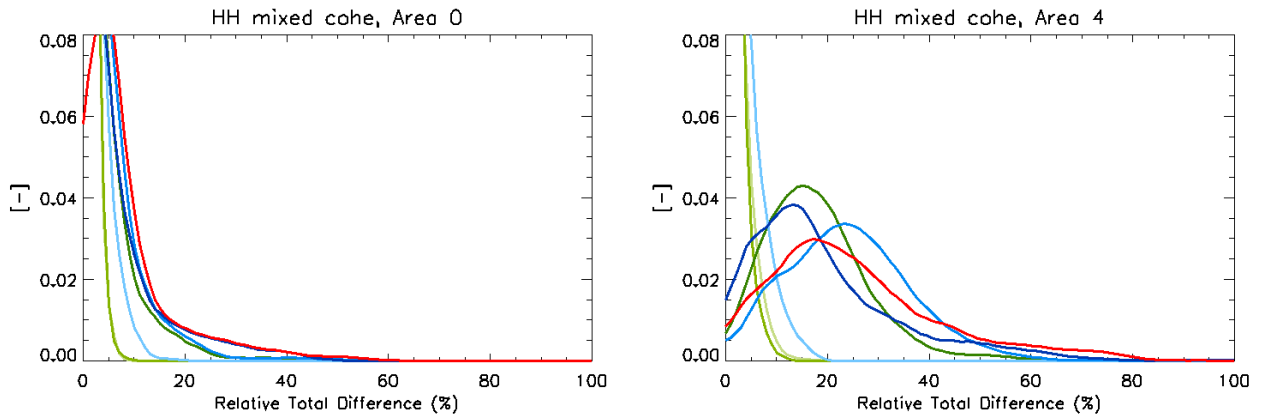 HH mixed cohe, Area 0
0.08
0.06
0.04
0.02
0.00
[-]
0 20 40 60 80 100
Relative Total Difference (%)
HH mixed cohe, Area 4
0.08
0.06
0.04
0.02
0.00
[-]
0 20 40 60 80 100
Relative Total Difference (%)